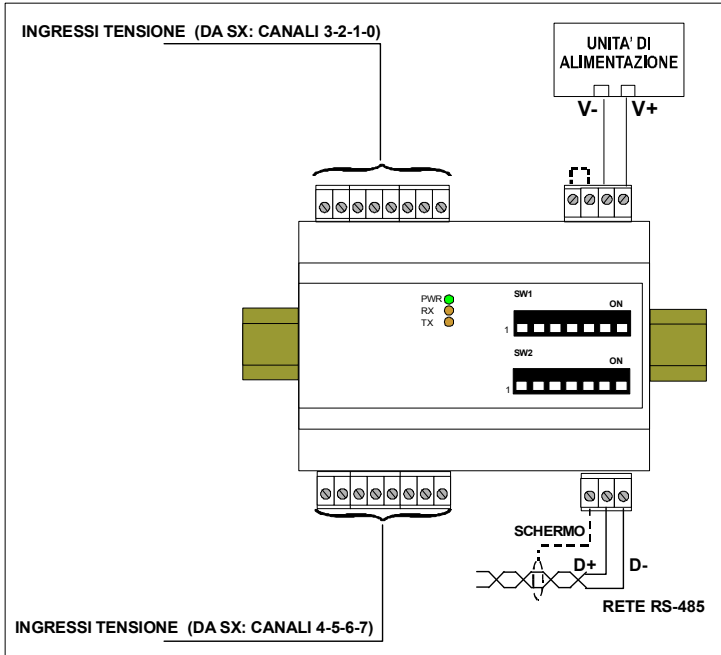 INGRESSI TENSIONE (DA SX: CANALI 3-2-1-0)
UNITA' DI
ALIMENTAZIONE
V- V+
PWR
RX
TX
SW1
ON
1
SW2
ON
1
SCHERMO
D+ D-
RETE RS-485
INGRESSI TENSIONE (DA SX: CANALI 4-5-6-7)